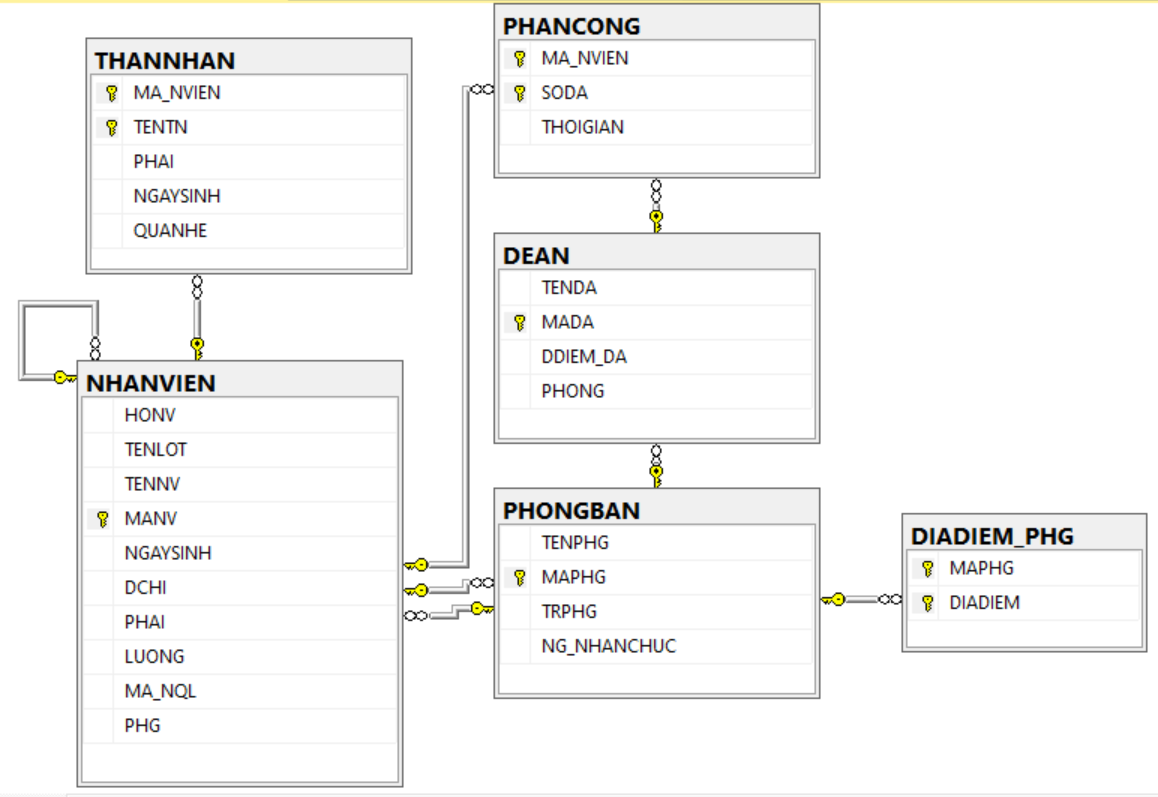 THANNHAN
MA_NVIEN
TENTN
PHAI
NGAYSINH
QUANHE
NHANVIEN
HONV
TENLOT
TENNV
MANV
NGAYSINH
DCHI
PHAI
LUONG
MA_NQL
PHG
PHANCONG
MA_NVIEN
SODA
THOIGIAN
DEAN
TENDA
MADA
DDIEM_DA
PHONG
PHONGBAN
TENPHG
MAPHG
TRPHG
NG_NHANCHUC
DIADIEM_PHG
MAPHG
DIADIEM